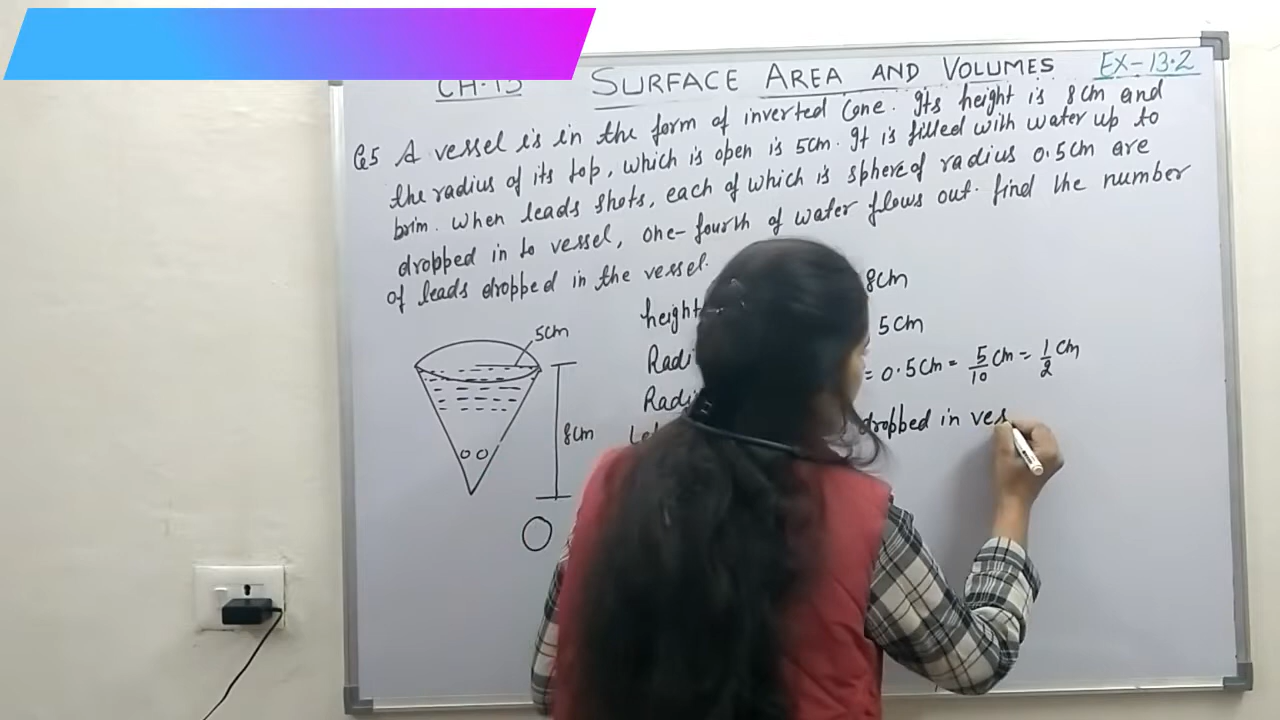 CH.13 SURFACE AREA AND VOLUMES EX-13.2
Q5 A vessel is in the form of inverted Cone. Its height is 8cm and
the radius of its top, which is open is 5cm. It is filled with water up to
brim. When leads shots, each of which is sphere of radius 0.5cm are
dropped in to vessel, one-fourth of water flows out. find the number
of leads dropped in the vessel.
height 8cm
5cm
Radi 5cm
Radi = 0.5cm = 5/10 cm = 1/2 cm
8cm
Let dropped in ves